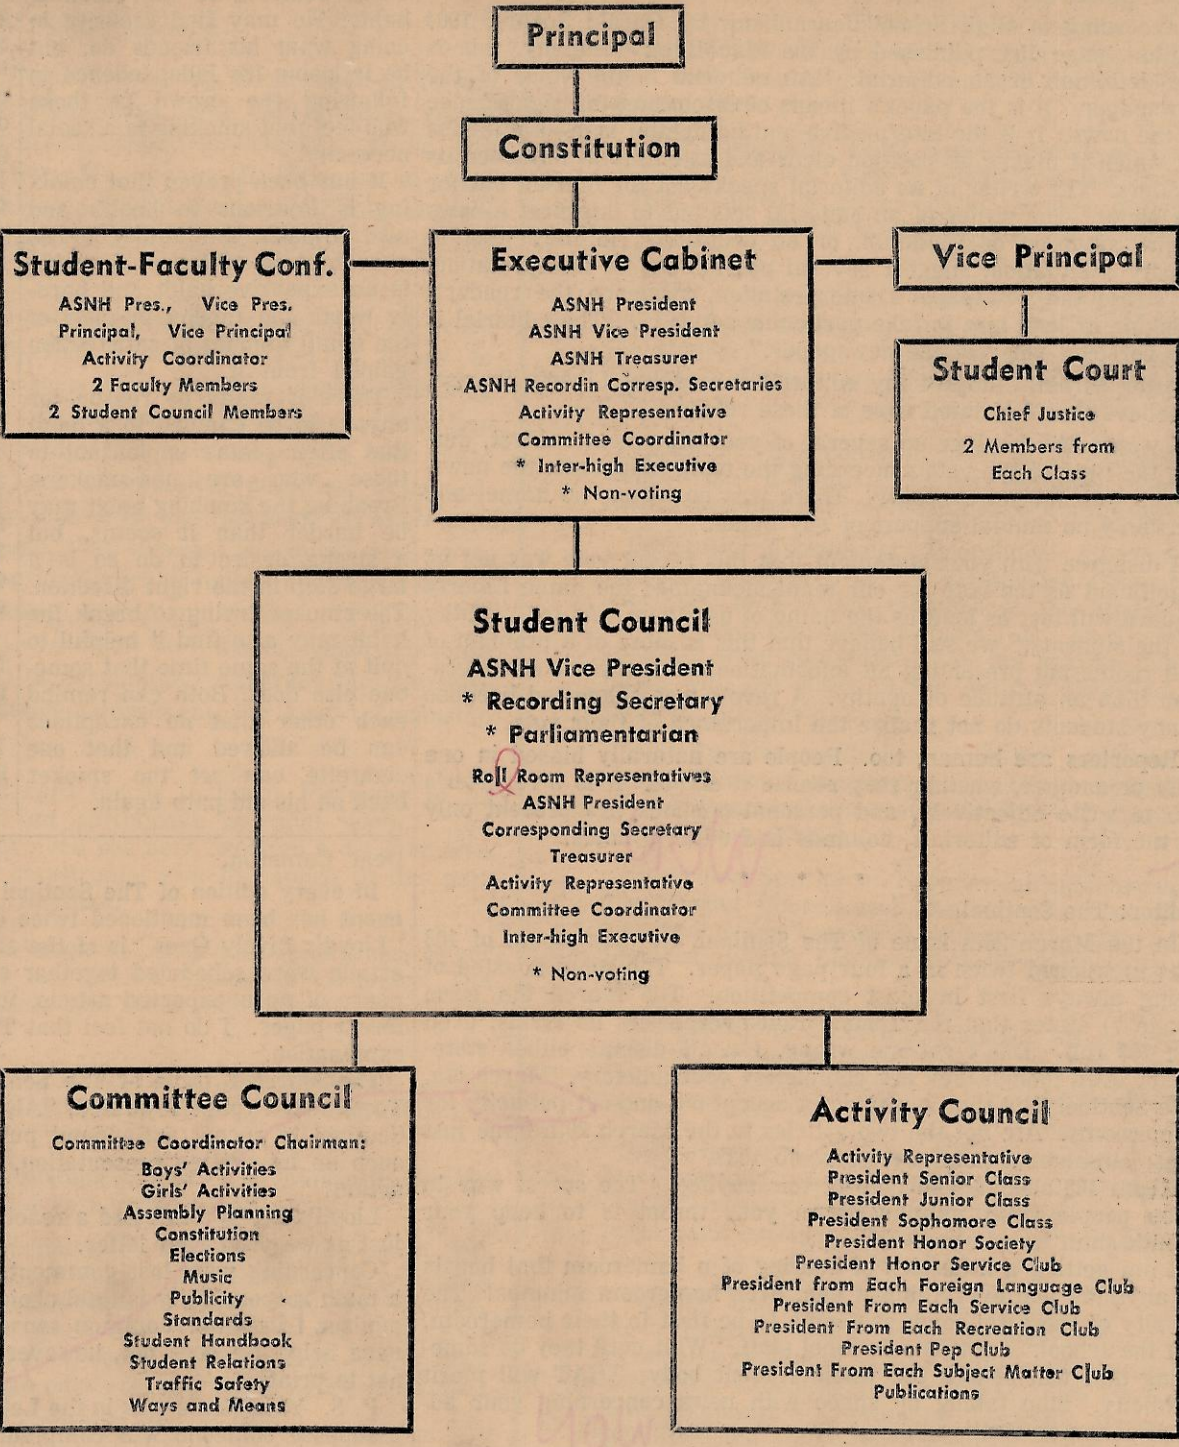 Principal
Constitution
Student-Faculty Conf.
ASNH Pres., Vice Pres.
Principal, Vice Principal
Activity Coordinator
2 Faculty Members
2 Student Council Members
Executive Cabinet
ASNH President
ASNH Vice President
ASNH Treasurer
ASNH Recordin Corresp. Secretaries
Activity Representative
Committee Coordinator
* Inter-high Executive
* Non-voting
Vice Principal
Student Court
Chief Justice
2 Members from
Each Class
Student Council
ASNH Vice President
* Recording Secretary
* Parliamentarian
Roll Room Representatives
ASNH President
Corresponding Secretary
Treasurer
Activity Representative
Committee Coordinator
Inter-high Executive
* Non-voting
Committee Council
Committee Coordinator Chairman:
Boys' Activities
Girls' Activities
Assembly Planning
Constitution
Elections
Music
Publicity
Standards
Student Handbook
Student Relations
Traffic Safety
Ways and Means
Activity Council
Activity Representative
President Senior Class
President Junior Class
President Sophomore Class
President Honor Society
President Honor Service Club
President from Each Foreign Language Club
President From Each Service Club
President From Each Recreation Club
President Pep Club
President From Each Subject Matter Club
Publications